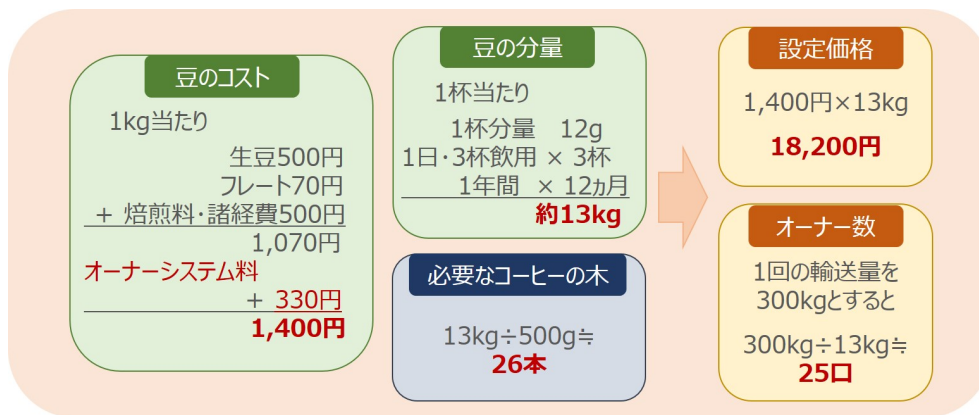 豆のコスト
1kg当たり
生豆500円
フレート70円
+ 焙煎料・諸経費500円
1,070円
オーナーシステム料
+ 330円
1,400円
豆の分量
1杯当たり
1杯分量 12g
1日・3杯飲用 × 3杯
1年間 × 12ヵ月
約13kg
必要なコーヒーの木
13kg÷500g≒
26本
設定価格
1,400円×13kg
18,200円
オーナー数
1回の輸送量を
300kgとすると
300kg÷13kg≒
25口